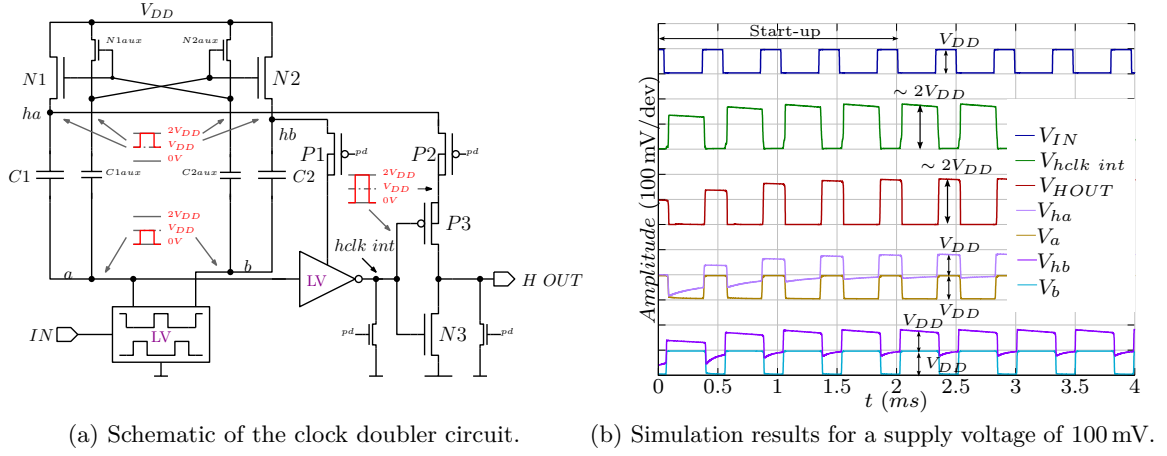 V_DD
N1aux
N2aux
N1
N2
ha
2V_DD
V_DD
0V
hb
P1
pd
P2
pd
C1
C1aux
C2aux
C2
2V_DD
V_DD
0V
2V_DD
V_DD
0V
P3
hclk int
a
b
LV
H OUT
IN
LV
pd
N3
pd
(a) Schematic of the clock doubler circuit.
Start-up
V_DD
∼ 2V_DD
∼ 2V_DD
V_DD
V_DD
V_DD
V_DD
Amplitude (100 mV/dev)
V_IN
V_hclk int
V_HOUT
V_ha
V_a
V_hb
V_b
0 0.5 1 1.5 2 2.5 3 3.5 4
t (ms)
(b) Simulation results for a supply voltage of 100 mV.